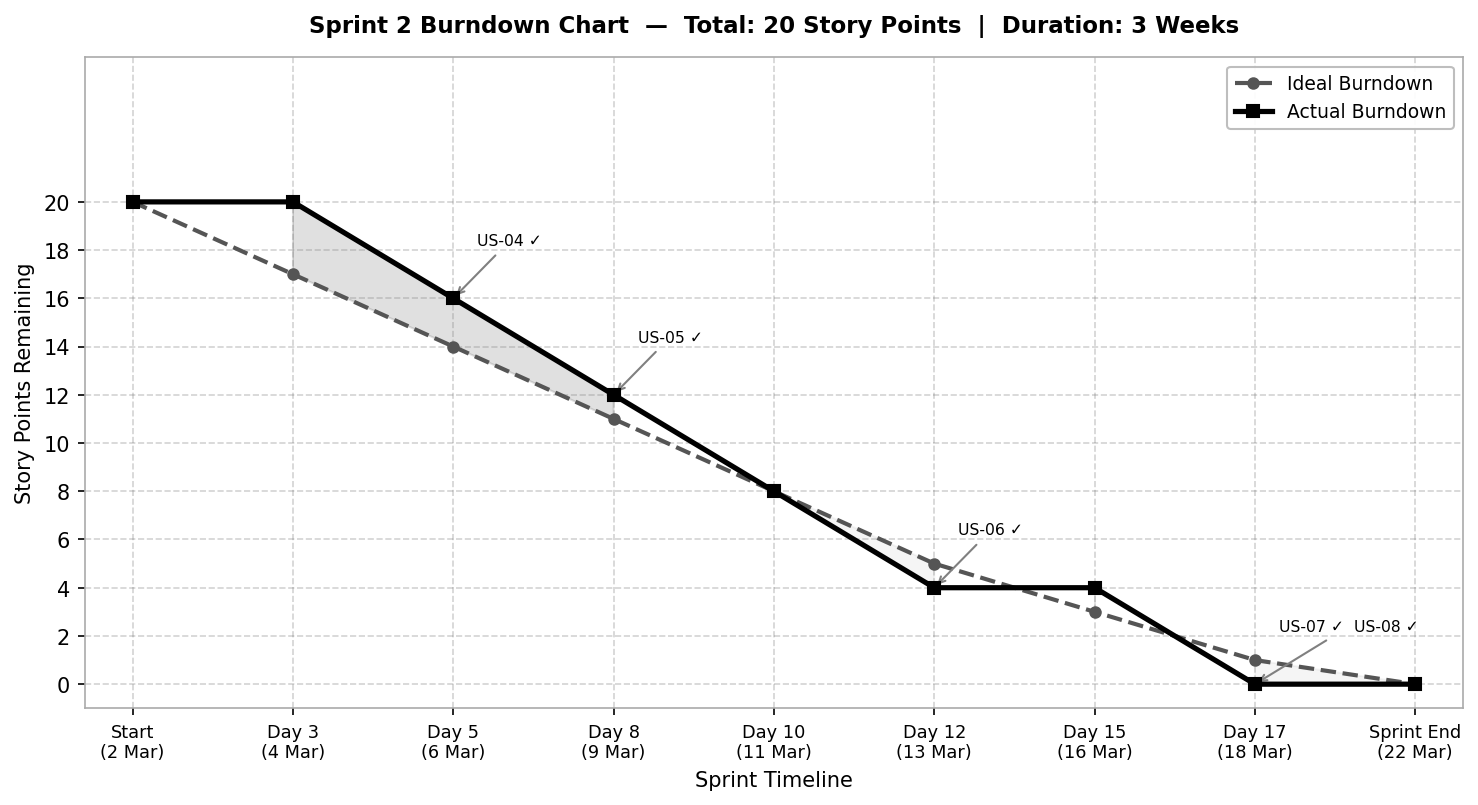 Sprint 2 Burndown Chart — Total: 20 Story Points | Duration: 3 Weeks
Ideal Burndown
Actual Burndown
Story Points Remaining
20
18
16
14
12
10
8
6
4
2
0
US-04 ✓
US-05 ✓
US-06 ✓
US-07 ✓ US-08 ✓
Start
(2 Mar)
Day 3
(4 Mar)
Day 5
(6 Mar)
Day 8
(9 Mar)
Day 10
(11 Mar)
Day 12
(13 Mar)
Day 15
(16 Mar)
Day 17
(18 Mar)
Sprint End
(22 Mar)
Sprint Timeline